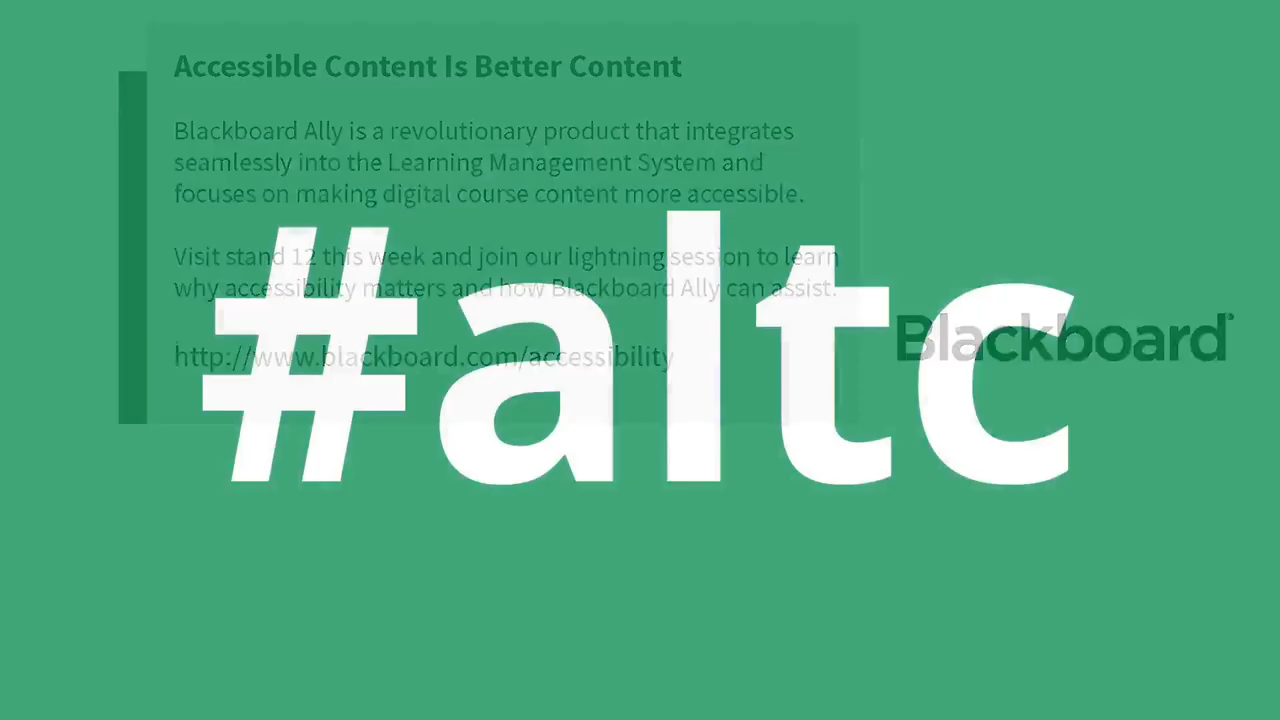 Accessible Content Is Better Content
Blackboard Ally is a revolutionary product that integrates
seamlessly into the Learning Management System and
focuses on making digital course content more accessible.
Visit stand 12 this week and join our lightning session to learn
why accessibility matters and how Blackboard Ally can assist.
http://www.blackboard.com/accessibility
#altc
Blackboard